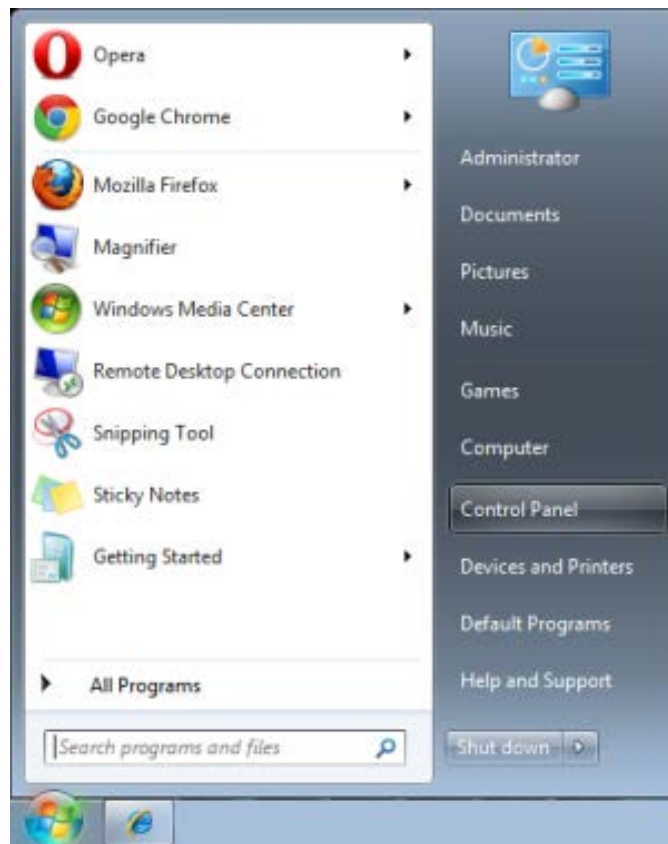 Opera
Google Chrome
Mozilla Firefox
Magnifier
Windows Media Center
Remote Desktop Connection
Snipping Tool
Sticky Notes
Getting Started
All Programs
Search programs and files
Administrator
Documents
Pictures
Music
Games
Computer
Control Panel
Devices and Printers
Default Programs
Help and Support
Shut down